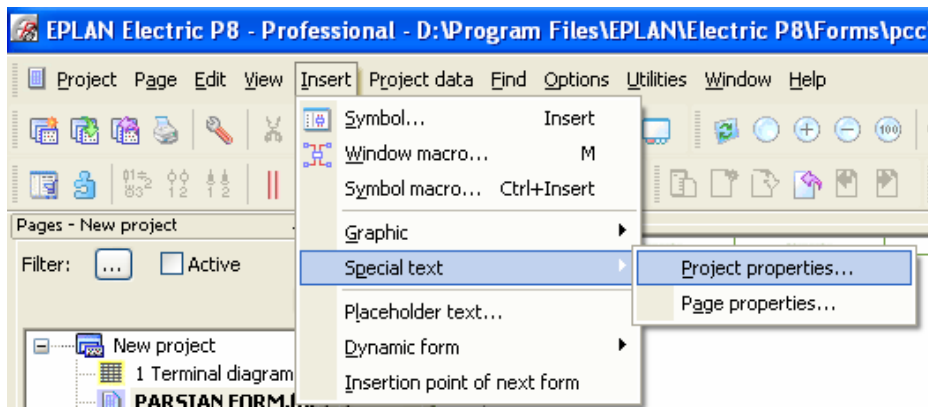 EPLAN Electric P8 - Professional - D:\Program Files\EPLAN\Electric P8\Forms\pcc
Project Page Edit View Insert Project data Find Options Utilities Window Help
Symbol... Insert
Window macro... M
Symbol macro... Ctrl+Insert
Graphic
Special text
Project properties...
Page properties...
Placeholder text...
Dynamic form
Insertion point of next form
100
Pages - New project
Filter: ... Active
New project
1 Terminal diagram
PARSIAN FORM.